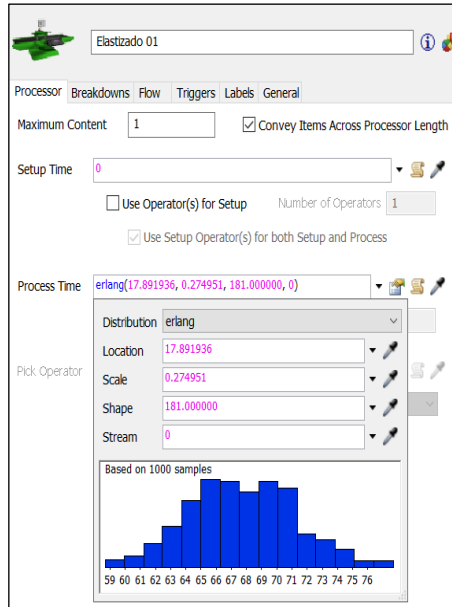 Elastizado 01
Processor Breakdowns Flow Triggers Labels General
Maximum Content 1 Convey Items Across Processor Length
Setup Time 0
Use Operator(s) for Setup Number of Operators 1
Use Setup Operator(s) for both Setup and Process
Process Time erlang(17.891936, 0.274951, 181.000000, 0)
Distribution erlang
Location 17.891936
Pick Operator
Scale 0.274951
Shape 181.000000
Stream 0
Based on 1000 samples
59 60 61 62 63 64 65 66 67 68 69 70 71 72 73 74 75 76